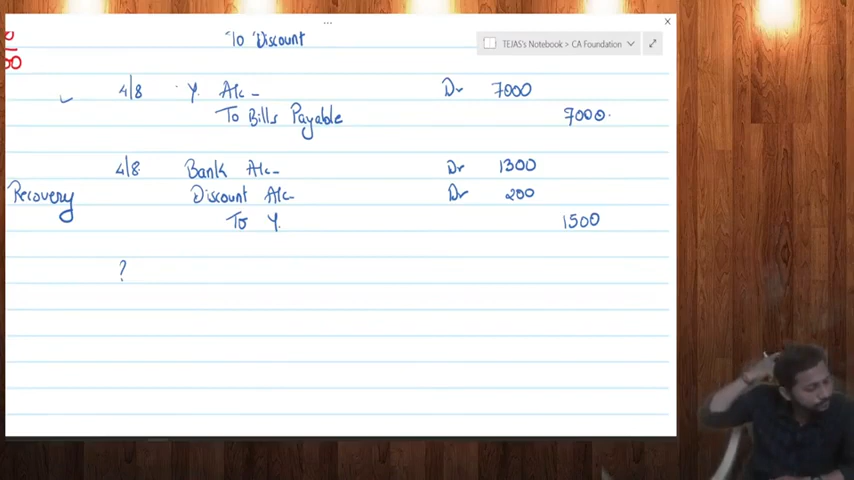 To Discount
TEJAS's Notebook > CA Foundation
4/8 Y. A/c - Dr 7000
To Bills Payable 7000.
4/8 Bank A/c- Dr 1300
Recovery Discount A/c- Dr 200
To Y. 1500
?